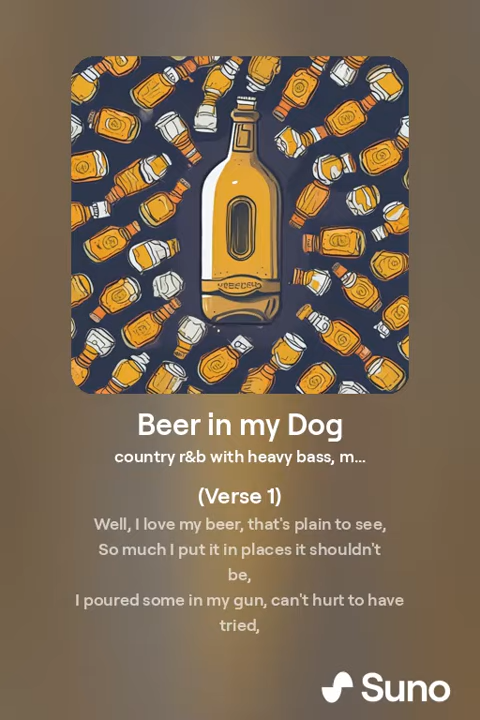 Beer in my Dog
country r&b with heavy bass, m...
(Verse 1)
Well, I love my beer, that's plain to see,
So much I put it in places it shouldn't
be,
I poured some in my gun, can't hurt to have
tried,
Suno